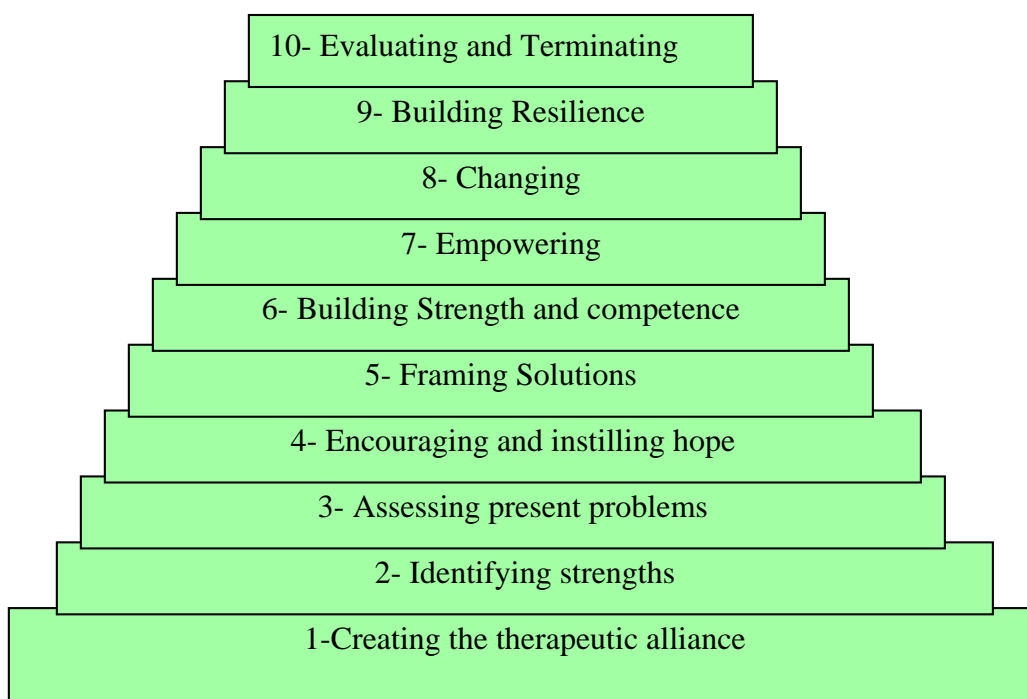 10- Evaluating and Terminating
9- Building Resilience
8- Changing
7- Empowering
6- Building Strength and competence
5- Framing Solutions
4- Encouraging and instilling hope
3- Assessing present problems
2- Identifying strengths
1-Creating the therapeutic alliance